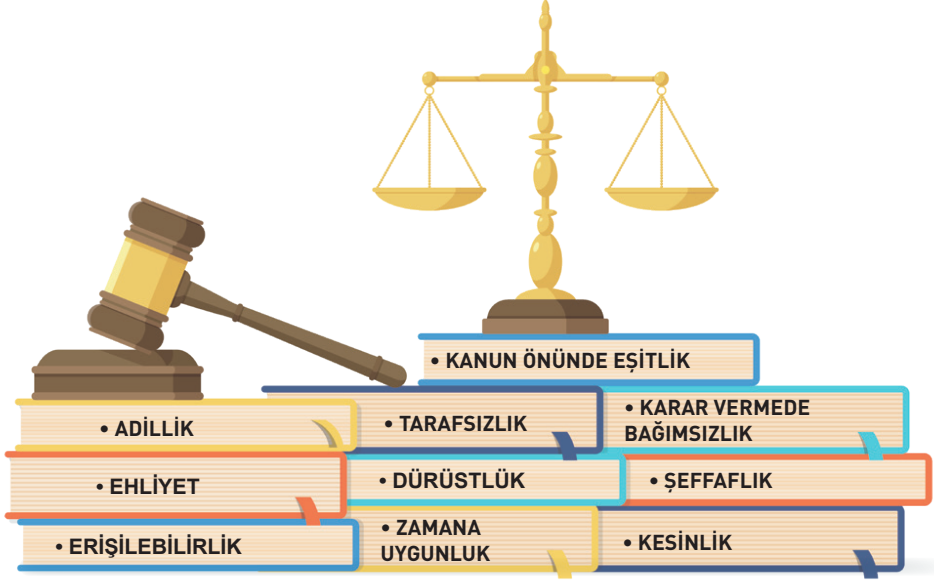 • KANUN ÖNÜNDE EŞİTLİK
• ADİLLİK
• TARAFSIZLIK
• KARAR VERMEDE
BAĞIMSIZLIK
• EHLİYET
• DÜRÜSTLÜK
• ŞEFFAFLIK
• ERİŞİLEBİLİRLİK
• ZAMANA
UYGUNLUK
• KESİNLİK